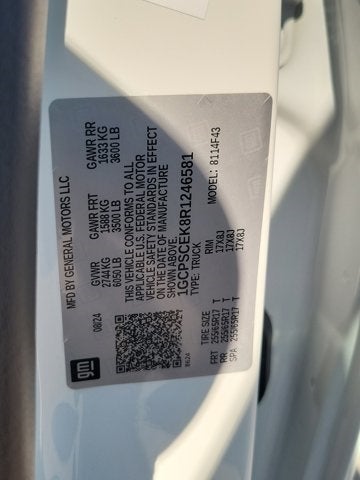 MFD BY GENERAL MOTORS LLC
GVWR GAWR FRT GAWR RR
2744 KG 1588 KG 1633 KG
6050 LB 3500 LB 3600 LB
08/24 THIS VEHICLE CONFORMS TO ALL
APPLICABLE U.S. FEDERAL MOTOR
VEHICLE SAFETY STANDARDS IN EFFECT
ON THE DATE OF MANUFACTURE
SHOWN ABOVE.
1GCPSCEK8R1246581
TYPE: TRUCK MODEL: 8114F43
gm
8624
TIRE SIZE RIM
FRT 255/65R17 T 17X8J
RR 255/65R17 T 17X8J
SPA 255/65R17 T 17X8J